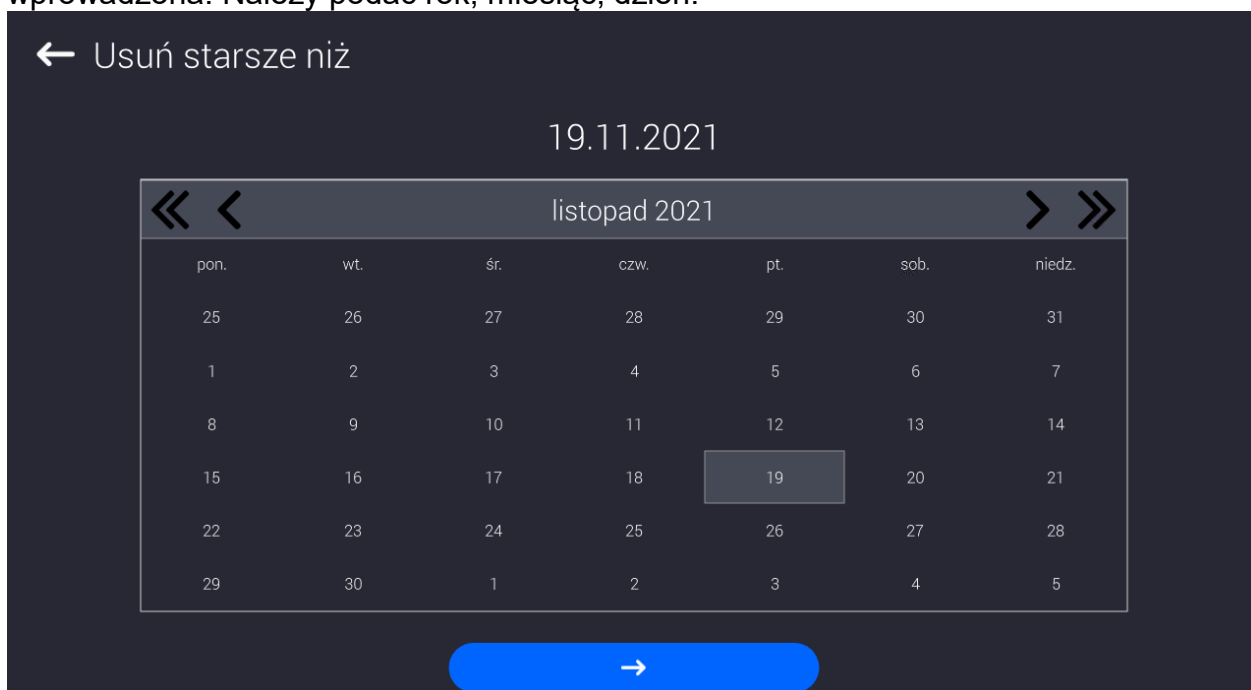 wprowadzona. Należy podać rok, miesiąc, dzień.
Usuń starsze niż
19.11.2021
listopad 2021
pon. wt. śr. czw. pt. sob. niedz.
25 26 27 28 29 30 31
1 2 3 4 5 6 7
8 9 10 11 12 13 14
15 16 17 18 19 20 21
22 23 24 25 26 27 28
29 30 1 2 3 4 5